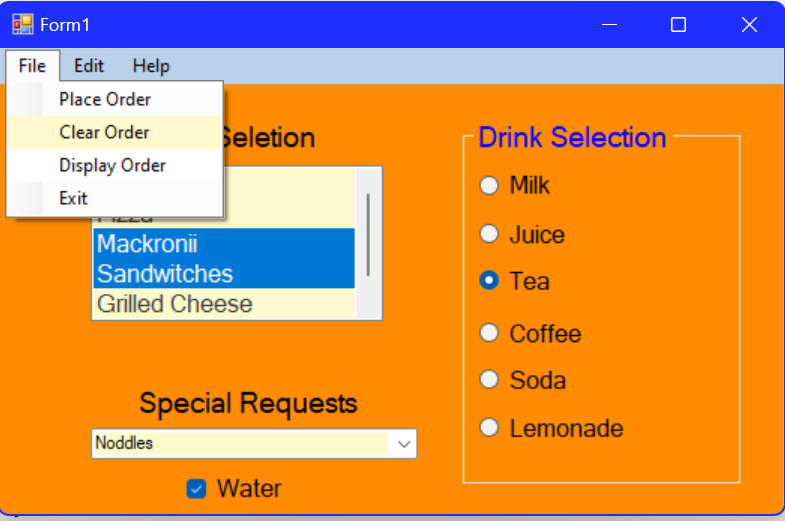 Form1
File Edit Help
Place Order
Clear Order
Display Order
Exit
Seletion
Mackronii
Sandwitches
Grilled Cheese
Special Requests
Noddles
Water
Drink Selection
Milk
Juice
Tea
Coffee
Soda
Lemonade